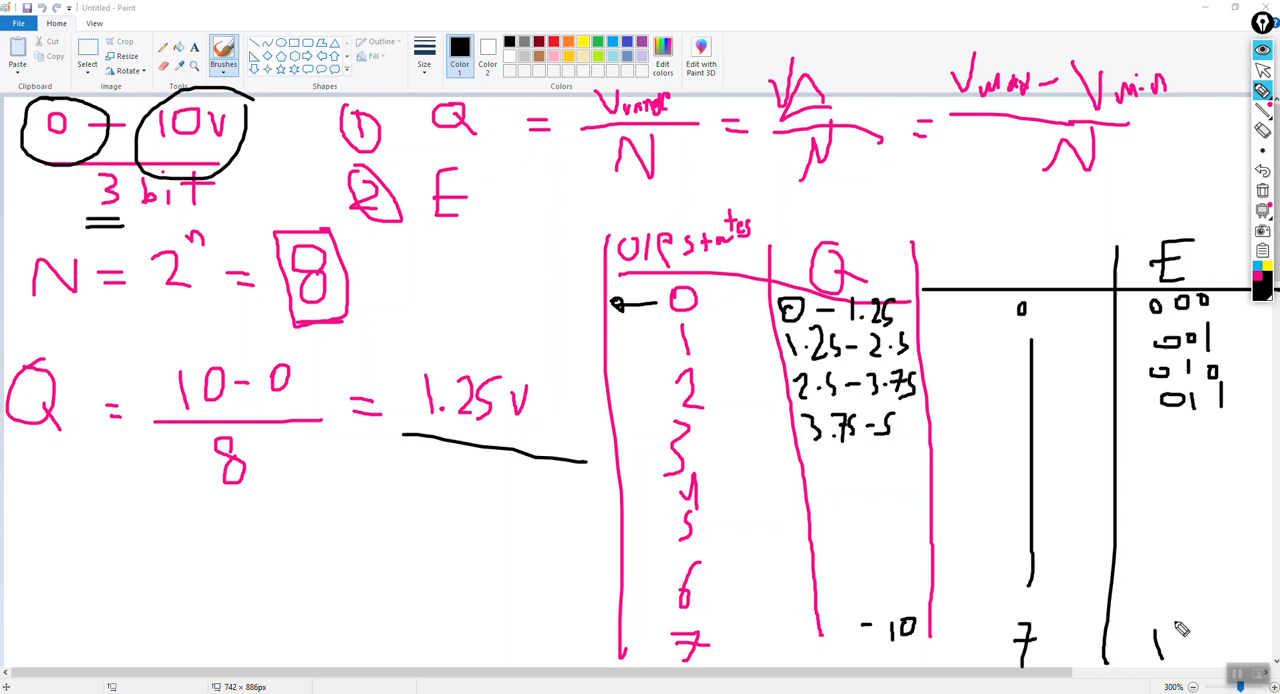 Untitled - Paint
File Home View
Paste
Cut
Copy
Clipboard
Select
Crop
Resize
Rotate
Image
Tools
Brushes
Shapes
Outline
Fill
Size
Color 1
Color 2
Edit colors
Edit with Paint 3D
Colors
0 - 10V
3 bit
① Q = / N = V / N = Vmax - Vmin / N
② E
N = 2^n = 8
Q = 10-0 / 8 = 1.25 v
O/P states Q E
0 0 - 1.25 0 000
1 1.25 - 2.5 001
2 2.5 - 3.75 010
3 3.75 - 5 011
4
5
6
7 - 10 7 1
742 × 886px
300%